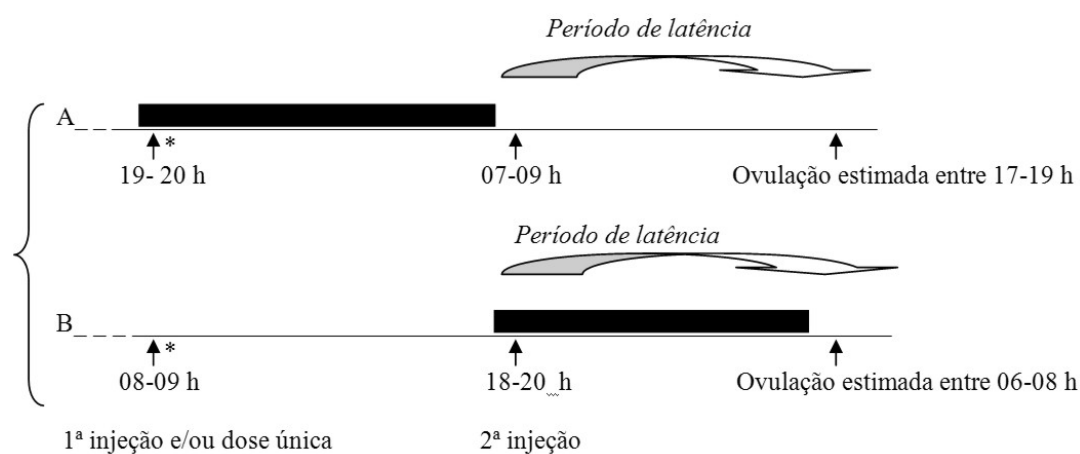 Período de latência
A
*
19- 20 h 07-09 h Ovulação estimada entre 17-19 h
Período de latência
B
*
08-09 h 18-20 h Ovulação estimada entre 06-08 h
1ª injeção e/ou dose única 2ª injeção